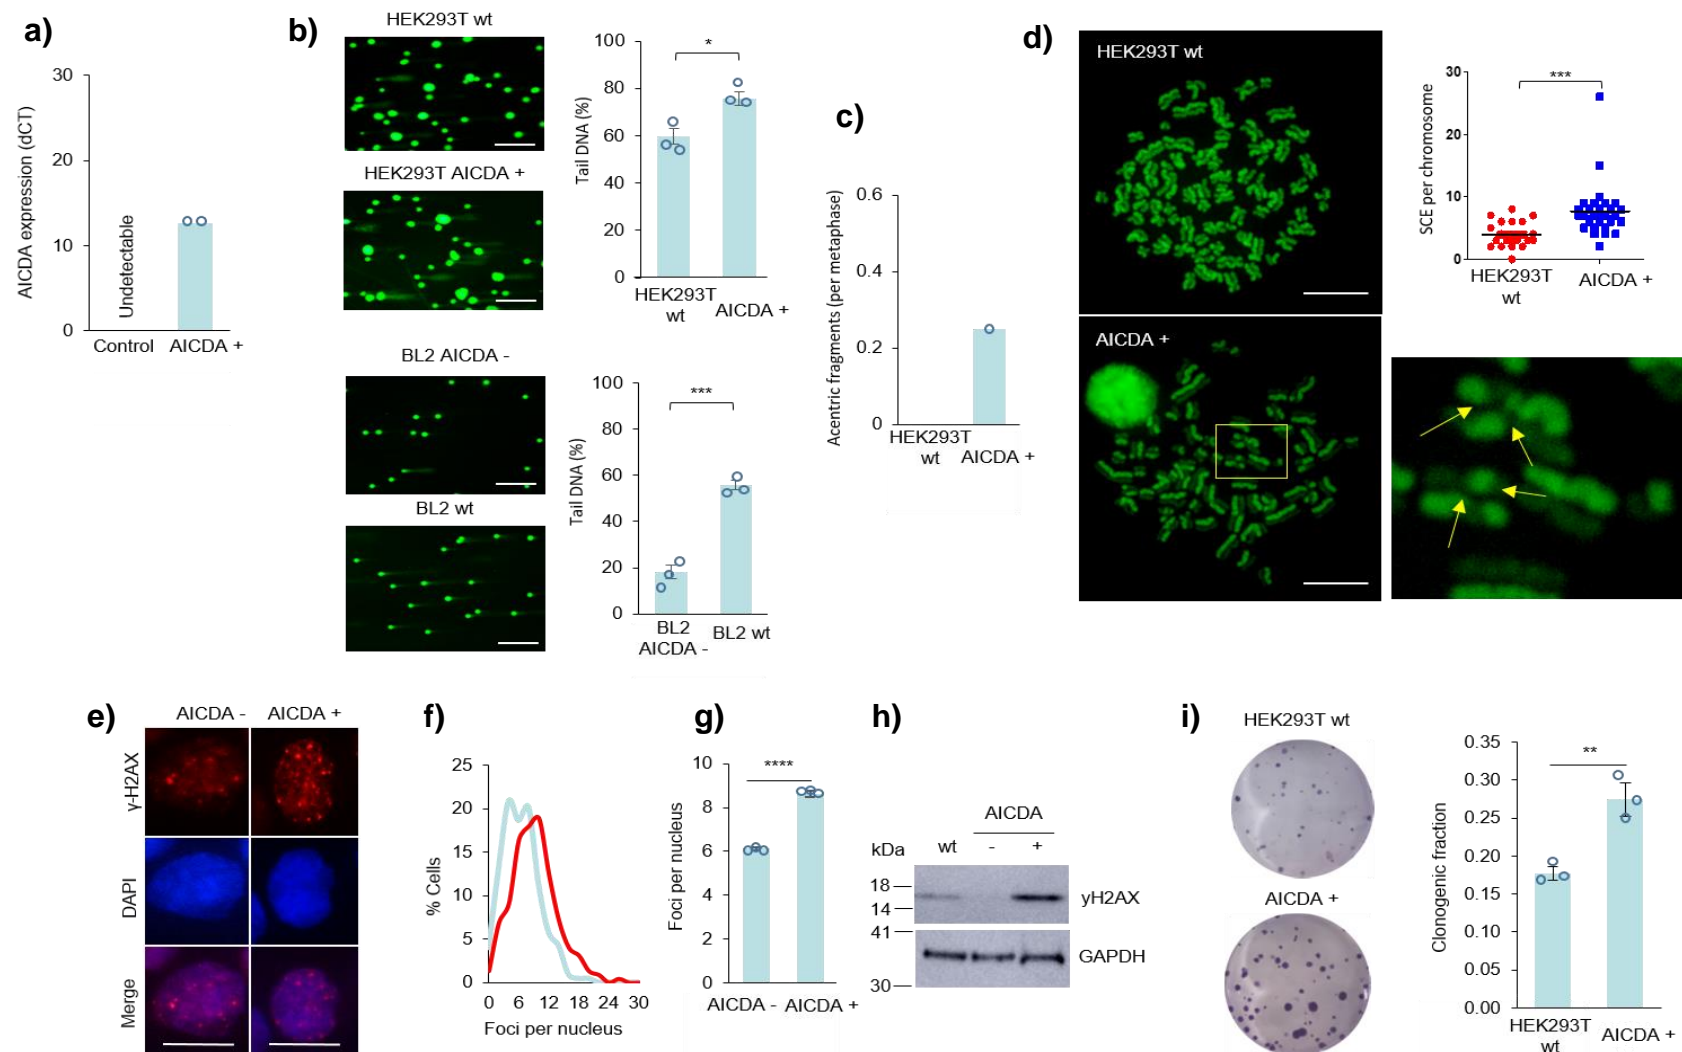 a)
AICDA expression (dCT)
30
20
10
0
Undetectable
Control
AICDA +
b)
HEK293T wt
HEK293T AICDA +
Tail DNA (%)
100
80
60
40
20
0
*
HEK293T
wt
AICDA +
BL2 AICDA -
BL2 wt
Tail DNA (%)
100
80
60
40
20
0
***
BL2
AICDA -
BL2 wt
c)
Acentric fragments (per metaphase)
0.6
0.4
0.2
0
HEK293T
wt
AICDA +
d)
HEK293T wt
AICDA +
SCE per chromosome
30
20
10
0
***
HEK293T
wt
AICDA +
e)
AICDA -
AICDA +
γ-H2AX
DAPI
Merge
f)
% Cells
25
20
15
10
5
0
0 6 12 18 24 30
Foci per nucleus
g)
Foci per nucleus
10
8
6
4
2
0
****
AICDA -
AICDA +
h)
AICDA
kDa
wt
-
+
18
14
41
30
yH2AX
GAPDH
i)
HEK293T wt
AICDA +
Clonogenic fraction
0.35
0.30
0.25
0.20
0.15
0.10
0.05
0.00
**
HEK293T
wt
AICDA +